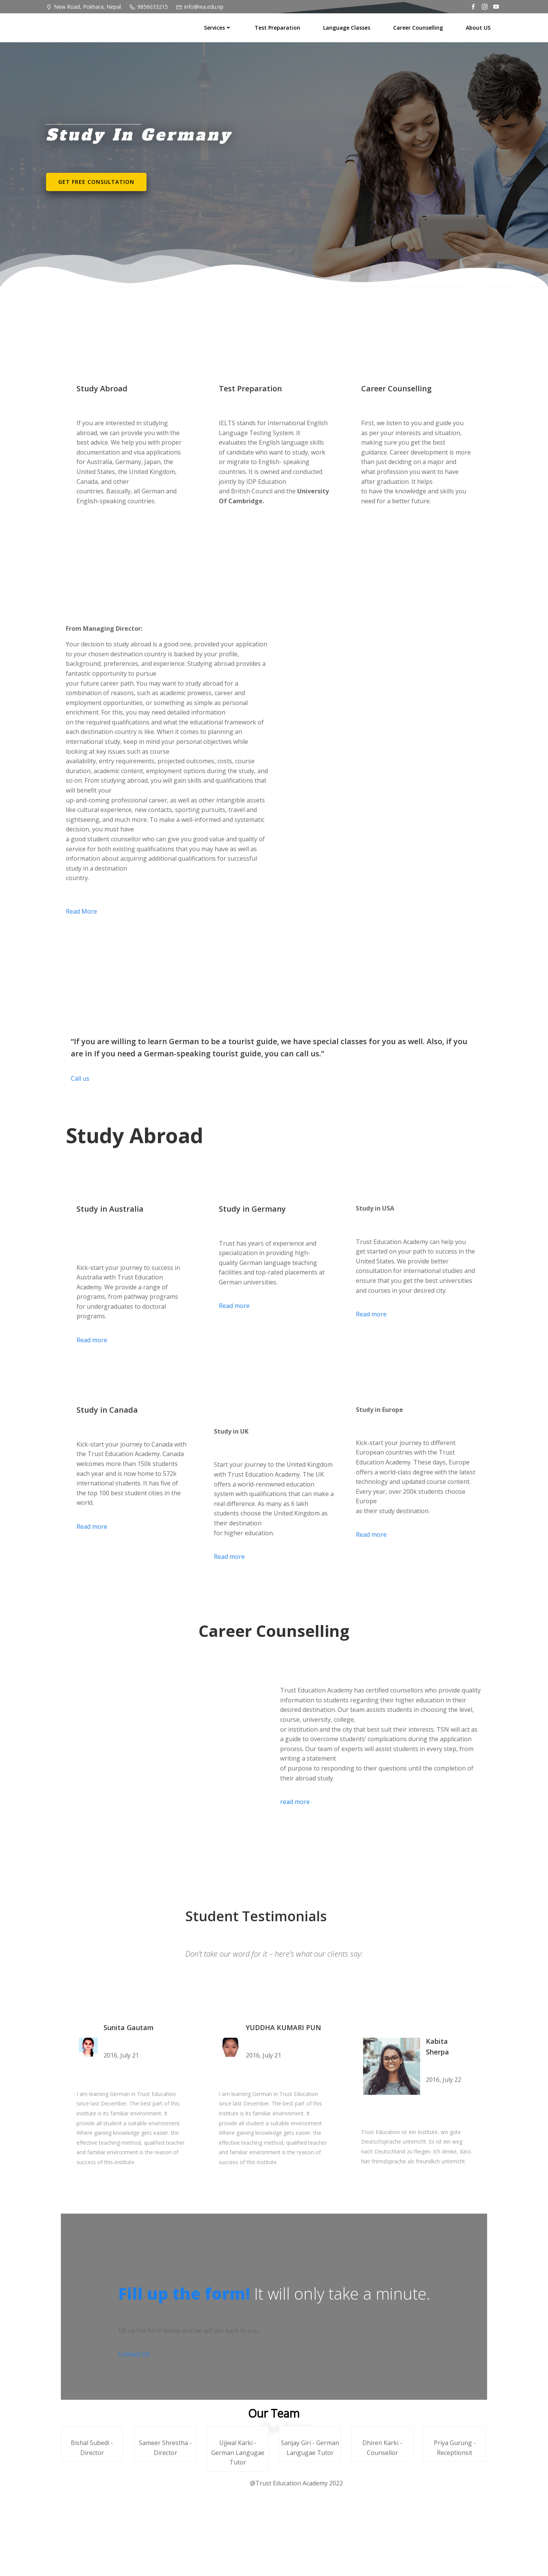 New Road, Pokhara, Nepal 9856033215 info@iea.edu.np
Services Test Preparation Language Classes Career Counselling About US
Study In Germany
GET FREE CONSULTATION
Study Abroad
If you are interested in studying
abroad, we can provide you with the
best advice. We help you with proper
documentation and visa applications
for Australia, Germany, Japan, the
United States, the United Kingdom,
Canada, and other
countries. Basically, all German and
English-speaking countries.
Test Preparation
IELTS stands for International English
Language Testing System. It
evaluates the English language skills
of candidate who want to study, work
or migrate to English- speaking
countries. It is owned and conducted
jointly by IDP Education
and British Council and the University
Of Cambridge.
Career Counselling
First, we listen to you and guide you
as per your interests and situation,
making sure you get the best
guidance. Career development is more
than just deciding on a major and
what profession you want to have
after graduation. It helps
to have the knowledge and skills you
need for a better future.
From Managing Director:
Your decision to study abroad is a good one, provided your application
to your chosen destination country is backed by your profile,
background, preferences, and experience. Studying abroad provides a
fantastic opportunity to pursue
your future career path. You may want to study abroad for a
combination of reasons, such as academic prowess, career and
employment opportunities, or something as simple as personal
enrichment. For this, you may need detailed information
on the required qualifications and what the educational framework of
each destination country is like. When it comes to planning an
international study, keep in mind your personal objectives while
looking at key issues such as course
availability, entry requirements, projected outcomes, costs, course
duration, academic content, employment options during the study, and
so on. From studying abroad, you will gain skills and qualifications that
will benefit your
up-and-coming professional career, as well as other intangible assets
like cultural experience, new contacts, sporting pursuits, travel and
sightseeing, and much more. To make a well-informed and systematic
decision, you must have
a good student counsellor who can give you good value and quality of
service for both existing qualifications that you may have as well as
information about acquiring additional qualifications for successful
study in a destination
country.
Read More
“If you are willing to learn German to be a tourist guide, we have special classes for you as well. Also, if you
are in If you need a German-speaking tourist guide, you can call us.”
Call us
Study Abroad
Study in Australia
Kick-start your journey to success in
Australia with Trust Education
Academy. We provide a range of
programs, from pathway programs
for undergraduates to doctoral
programs.
Read more
Study in Germany
Trust has years of experience and
specialization in providing high-
quality German language teaching
facilities and top-rated placements at
German universities.
Read more
Study in USA
Trust Education Academy can help you
get started on your path to success in the
United States. We provide better
consultation for international studies and
ensure that you get the best universities
and courses in your desired city.
Read more
Study in Canada
Kick-start your journey to Canada with
the Trust Education Academy. Canada
welcomes more than 150k students
each year and is now home to 572k
international students. It has five of
the top 100 best student cities in the
world.
Read more
Study in UK
Start your journey to the United Kingdom
with Trust Education Academy. The UK
offers a world-renowned education
system with qualifications that can make a
real difference. As many as 6 lakh
students choose the United Kingdom as
their destination
for higher education.
Read more
Study in Europe
Kick-start your journey to different
European countries with the Trust
Education Academy. These days, Europe
offers a world-class degree with the latest
technology and updated course content.
Every year, over 200k students choose
Europe
as their study destination.
Read more
Career Counselling
Trust Education Academy has certified counsellors who provide quality
information to students regarding their higher education in their
desired destination. Our team assists students in choosing the level,
course, university, college,
or institution and the city that best suit their interests. TSN will act as
a guide to overcome students’ complications during the application
process. Our team of experts will assist students in every step, from
writing a statement
of purpose to responding to their questions until the completion of
their abroad study.
read more
Student Testimonials
Don’t take our word for it – here’s what our clients say:
Sunita Gautam
2016, July 21
I am learning German in Trust Education
since last December. The best part of this
institute is its familiar environment. It
provide all student a suitable environment.
Where gaining knowledge gets easier. the
effective teaching method, qualified teacher
and familiar environment is the reason of
success of this institute.
YUDDHA KUMARI PUN
2016, July 21
I am learning German in Trust Education
since last December. The best part of this
institute is its familiar environment. It
provide all student a suitable environment.
Where gaining knowledge gets easier. the
effective teaching method, qualified teacher
and familiar environment is the reason of
success of this institute.
Kabita
Sherpa
2016, July 22
Trust Education ist ein Institute, wo gute
Deutschsprache unterricht. Es ist ein weg
nach Deutschland zu fliegen. Ich denke, dass
hier fremdsprache als freundlich unterricht.
Fill up the form! It will only take a minute.
Fill up the form below and we will get back to you.
Contact Us
Our Team
Bishal Subedi -
Director
Sameer Shrestha -
Director
Ujjwal Karki -
German Langugae
Tutor
Sanjay Giri - German
Langugae Tutor
Dhiren Karki -
Counsellor
Priya Gurung -
Receptionsit
@Trust Education Academy 2022